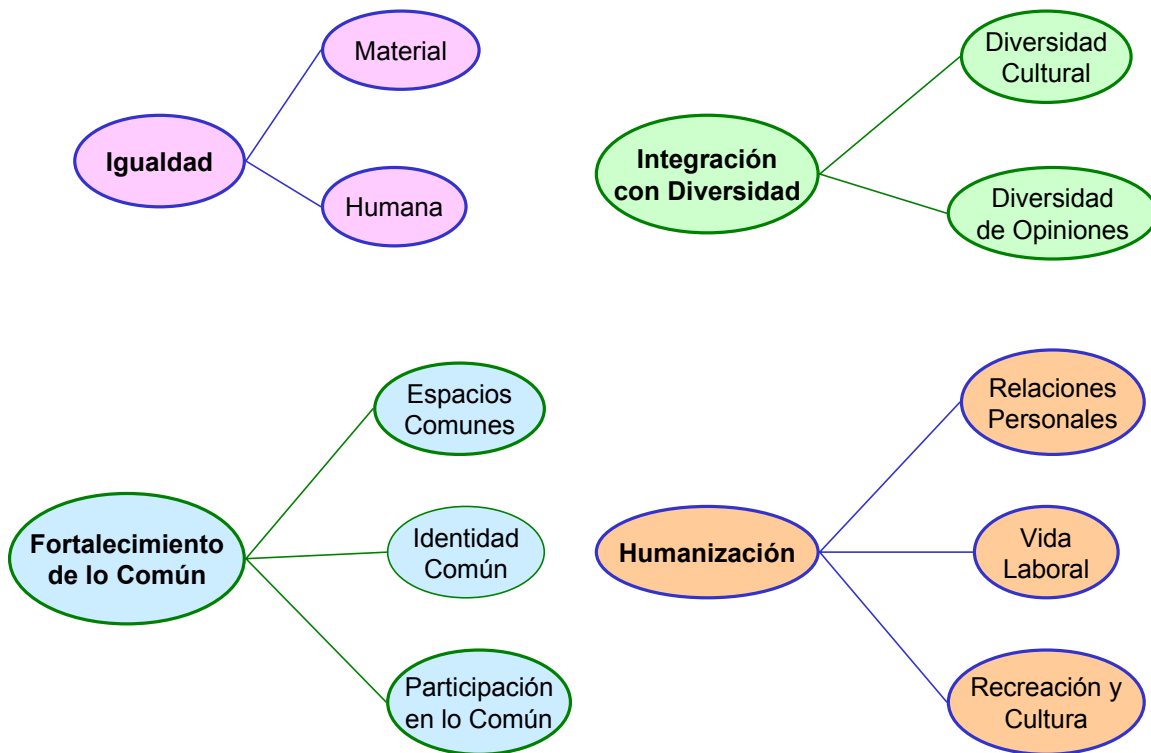 Igualdad
Material
Humana
Integración
con Diversidad
Diversidad
Cultural
Diversidad
de Opiniones
Fortalecimiento
de lo Común
Espacios
Comunes
Identidad
Común
Participación
en lo Común
Humanización
Relaciones
Personales
Vida
Laboral
Recreación y
Cultura